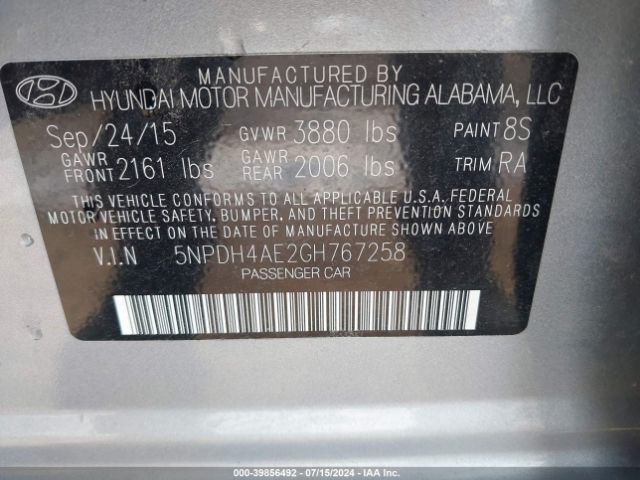 MANUFACTURED BY
HYUNDAI MOTOR MANUFACTURING ALABAMA, LLC
Sep/24/15 GVWR 3880 lbs PAINT 8S
GAWR FRONT 2161 lbs GAWR REAR 2006 lbs TRIM RA
THIS VEHICLE CONFORMS TO ALL APPLICABLE U.S.A. FEDERAL
MOTOR VEHICLE SAFETY, BUMPER, AND THEFT PREVENTION STANDARDS
IN EFFECT ON THE DATE OF MANUFACTURE SHOWN ABOVE
V.I.N 5NPDH4AE2GH767258
PASSENGER CAR
000-39856492 - 07/15/2024 - IAA Inc.